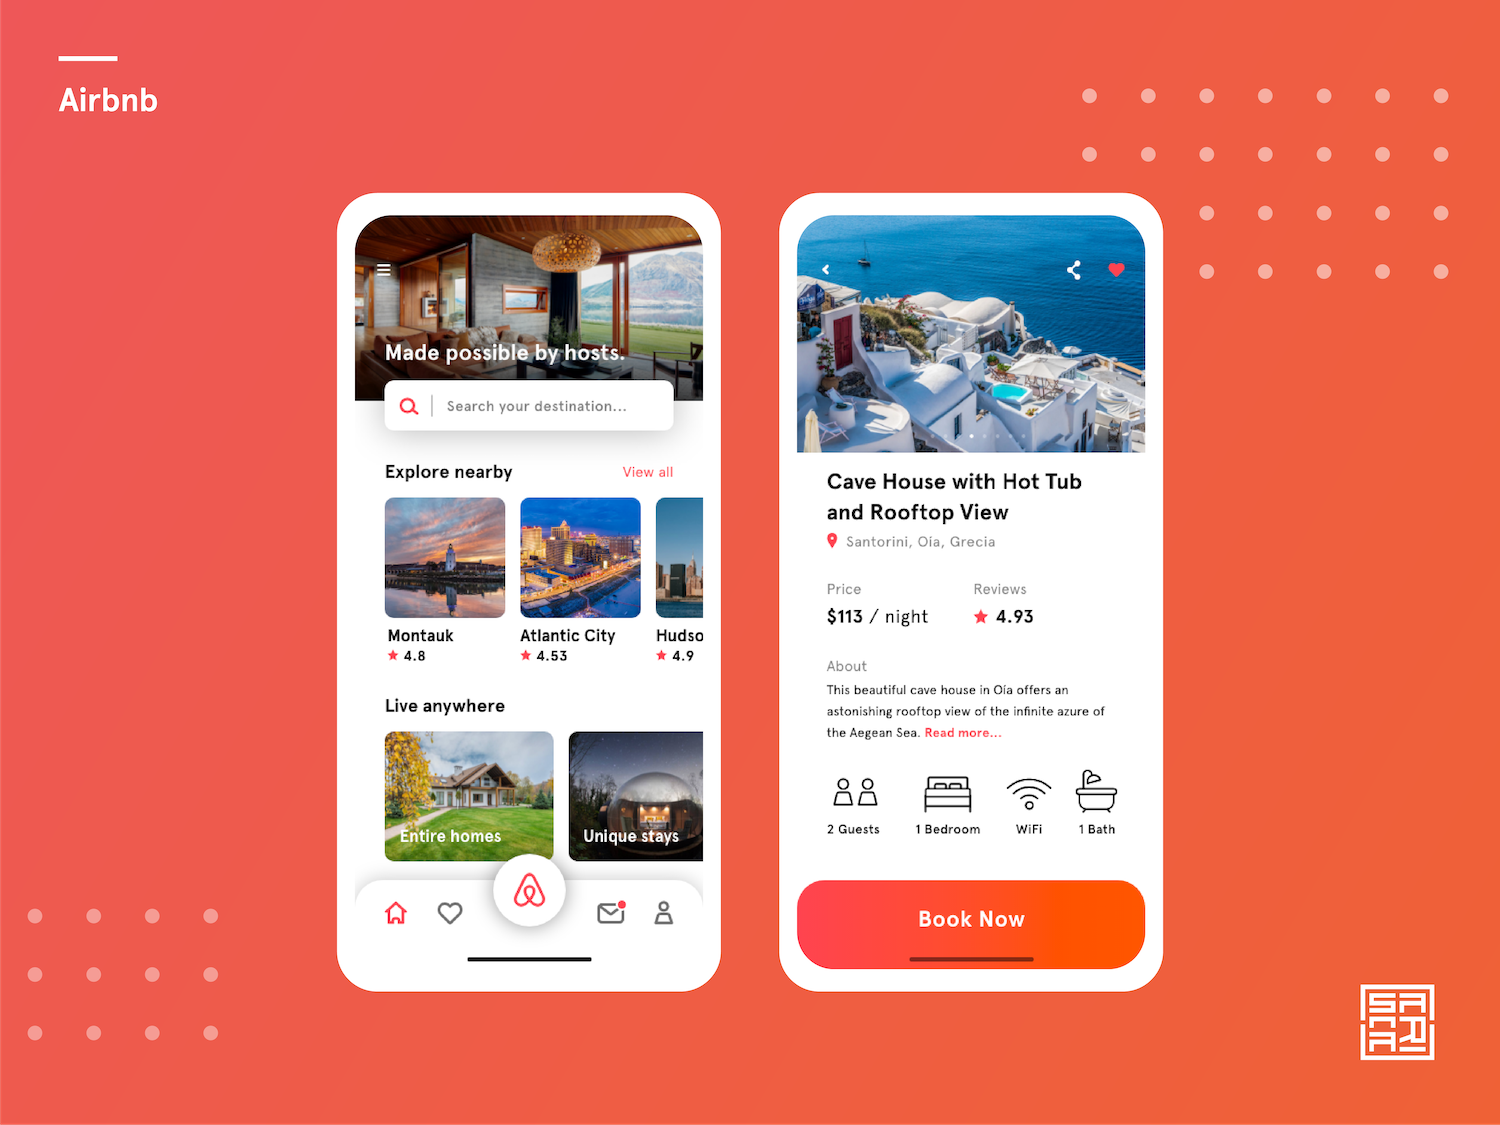 Airbnb
Made possible by hosts.
Search your destination...
Explore nearby
View all
Montauk
4.8
Atlantic City
4.53
Hudso
4.9
Live anywhere
Entire homes
Unique stays
Cave House with Hot Tub
and Rooftop View
Santorini, Oía, Grecia
Price
$113 / night
Reviews
4.93
About
This beautiful cave house in Oía offers an
astonishing rooftop view of the infinite azure of
the Aegean Sea. Read more...
2 Guests
1 Bedroom
WiFi
1 Bath
Book Now